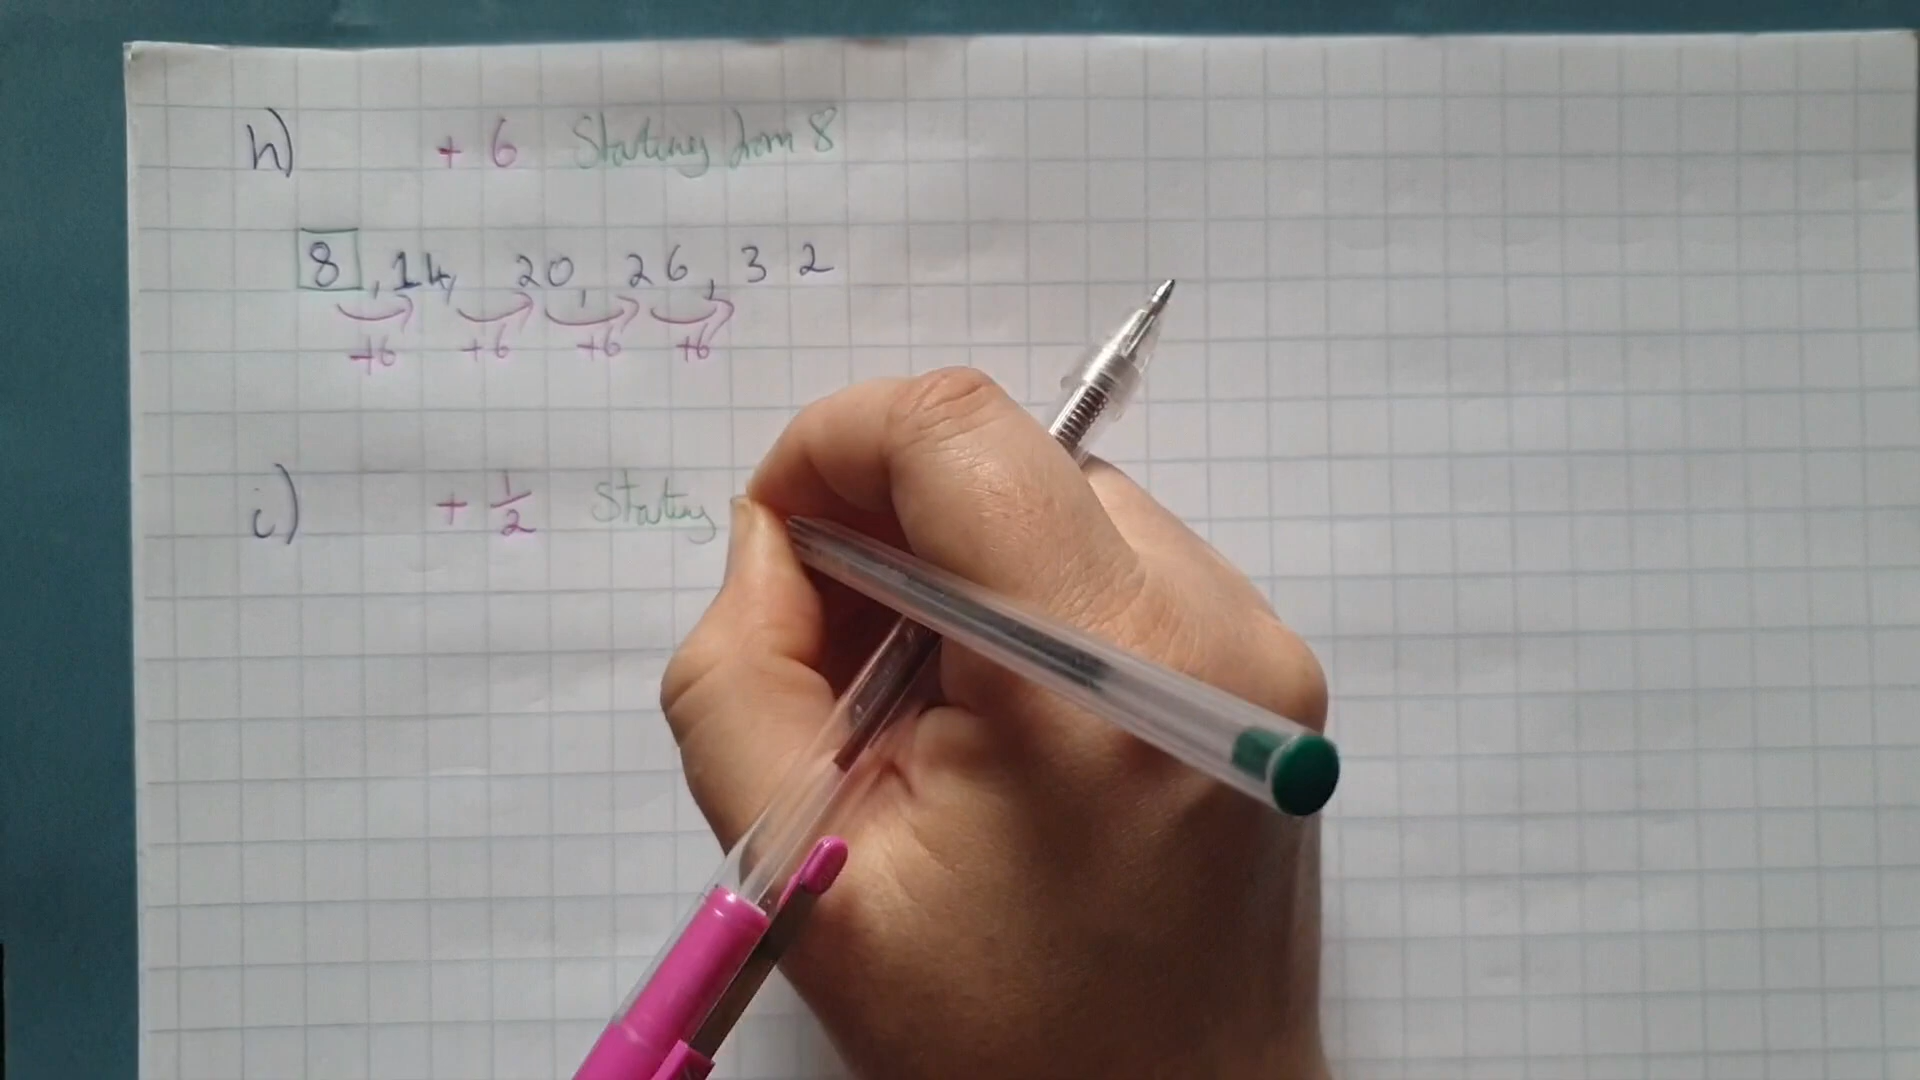 h) + 6 Starting from 8
8, 14, 20, 26, 32
+6 +6 +6 +6
i) + 1/2 Starting